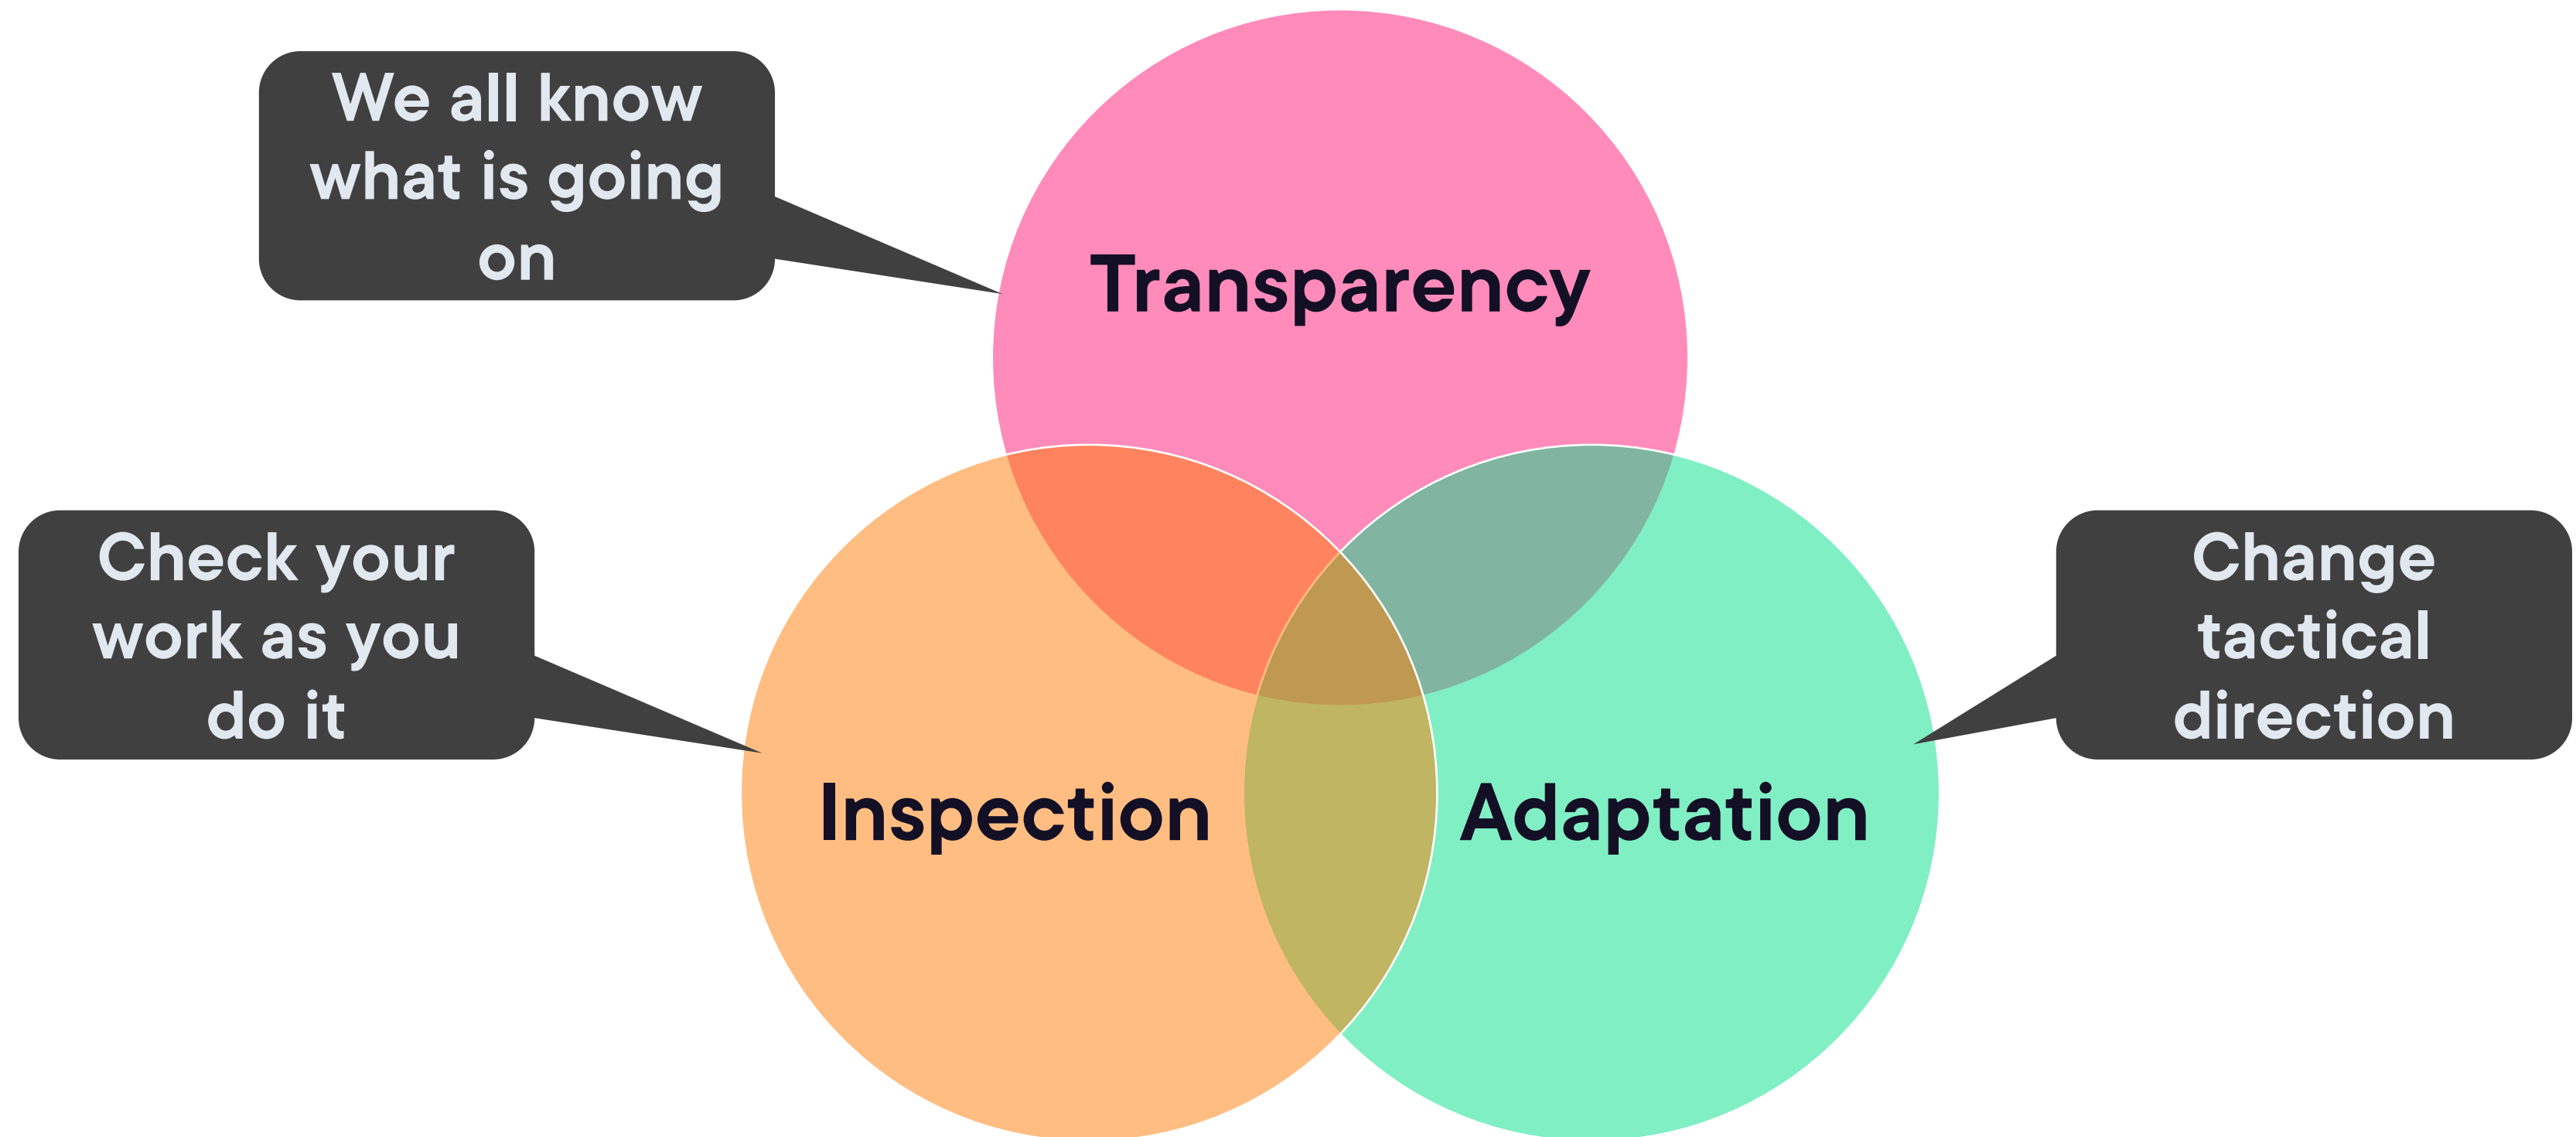 We all know
what is going
on
Transparency
Check your
work as you
do it
Change
tactical
direction
Inspection
Adaptation